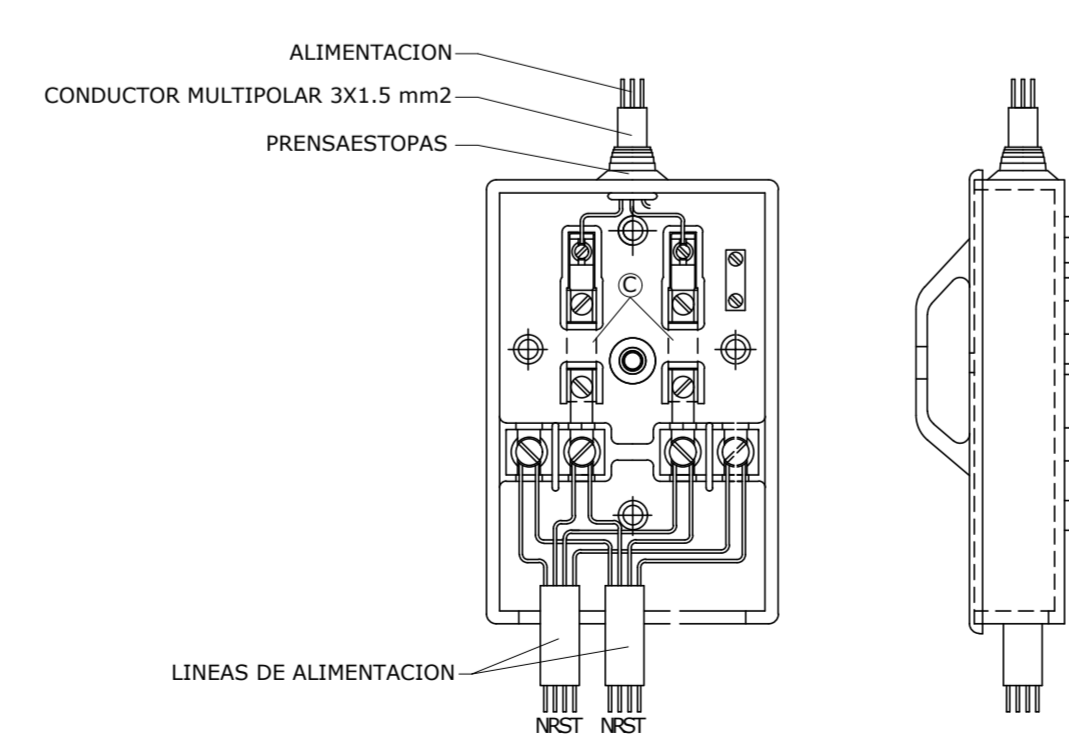 ALIMENTACION
CONDUCTOR MULTIPOLAR 3X1.5 mm2
PRENSAESTOPAS
C
LINEAS DE ALIMENTACION
NRST NRST